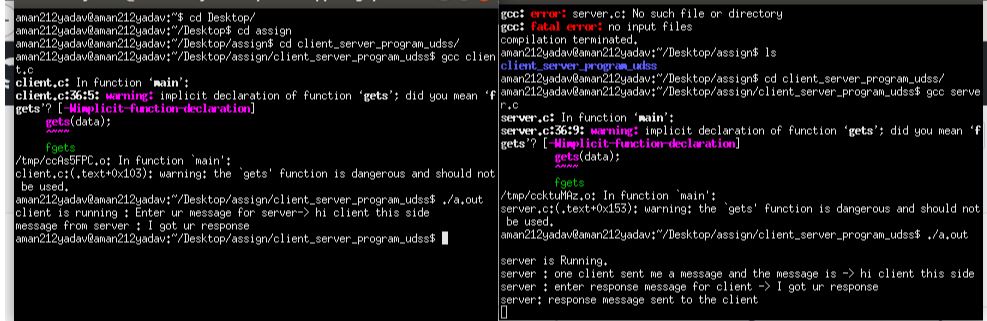 aman212yadav@aman212yadav:~$ cd Desktop/
aman212yadav@aman212yadav:~/Desktop$ cd assign
aman212yadav@aman212yadav:~/Desktop/assign$ cd client_server_program_udss/
aman212yadav@aman212yadav:~/Desktop/assign/client_server_program_udss$ gcc clien
t.c
client.c: In function ‘main’:
client.c:36:5: warning: implicit declaration of function ‘gets’; did you mean ‘f
gets’? [-Wimplicit-function-declaration]
gets(data);
^~~~
fgets
/tmp/ccAs5FPC.o: In function `main':
client.c:(.text+0x103): warning: the `gets' function is dangerous and should not
be used.
aman212yadav@aman212yadav:~/Desktop/assign/client_server_program_udss$ ./a.out
client is running : Enter ur message for server-> hi client this side
message from server : I got ur response
aman212yadav@aman212yadav:~/Desktop/assign/client_server_program_udss$
gcc: error: server.c: No such file or directory
gcc: fatal error: no input files
compilation terminated.
aman212yadav@aman212yadav:~/Desktop/assign$ ls
client_server_program_udss
aman212yadav@aman212yadav:~/Desktop/assign$ cd client_server_program_udss/
aman212yadav@aman212yadav:~/Desktop/assign/client_server_program_udss$ gcc serve
r.c
server.c: In function ‘main’:
server.c:36:9: warning: implicit declaration of function ‘gets’; did you mean ‘f
gets’? [-Wimplicit-function-declaration]
gets(data);
^~~~
fgets
/tmp/ccktuMAz.o: In function `main':
server.c:(.text+0x153): warning: the `gets' function is dangerous and should not
be used.
aman212yadav@aman212yadav:~/Desktop/assign/client_server_program_udss$ ./a.out
server is Running.
server : one client sent me a message and the message is -> hi client this side
server : enter response message for client -> I got ur response
server: response message sent to the client